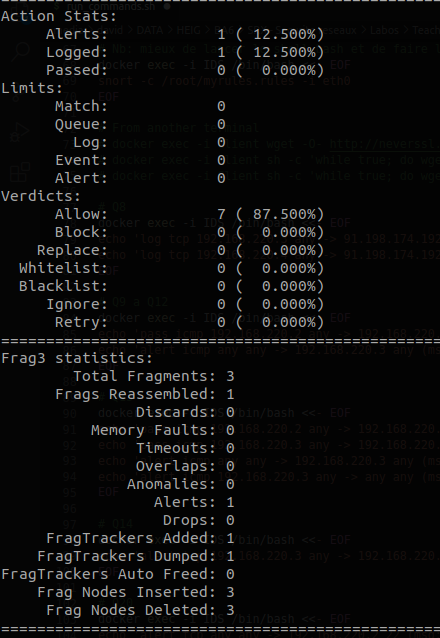 Action Stats:
Alerts: 1 ( 12.500%)
Logged: 1 ( 12.500%)
Passed: 0 ( 0.000%)
Limits:
Match: 0
Queue: 0
Log: 0
Event: 0
Alert: 0
Verdicts:
Allow: 7 ( 87.500%)
Block: 0 ( 0.000%)
Replace: 0 ( 0.000%)
Whitelist: 0 ( 0.000%)
Blacklist: 0 ( 0.000%)
Ignore: 0 ( 0.000%)
Retry: 0 ( 0.000%)
===============================================
Frag3 statistics:
Total Fragments: 3
Frags Reassembled: 1
Discards: 0
Memory Faults: 0
Timeouts: 0
Overlaps: 0
Anomalies: 0
Alerts: 1
Drops: 0
FragTrackers Added: 1
FragTrackers Dumped: 1
FragTrackers Auto Freed: 0
Frag Nodes Inserted: 3
Frag Nodes Deleted: 3
===============================================